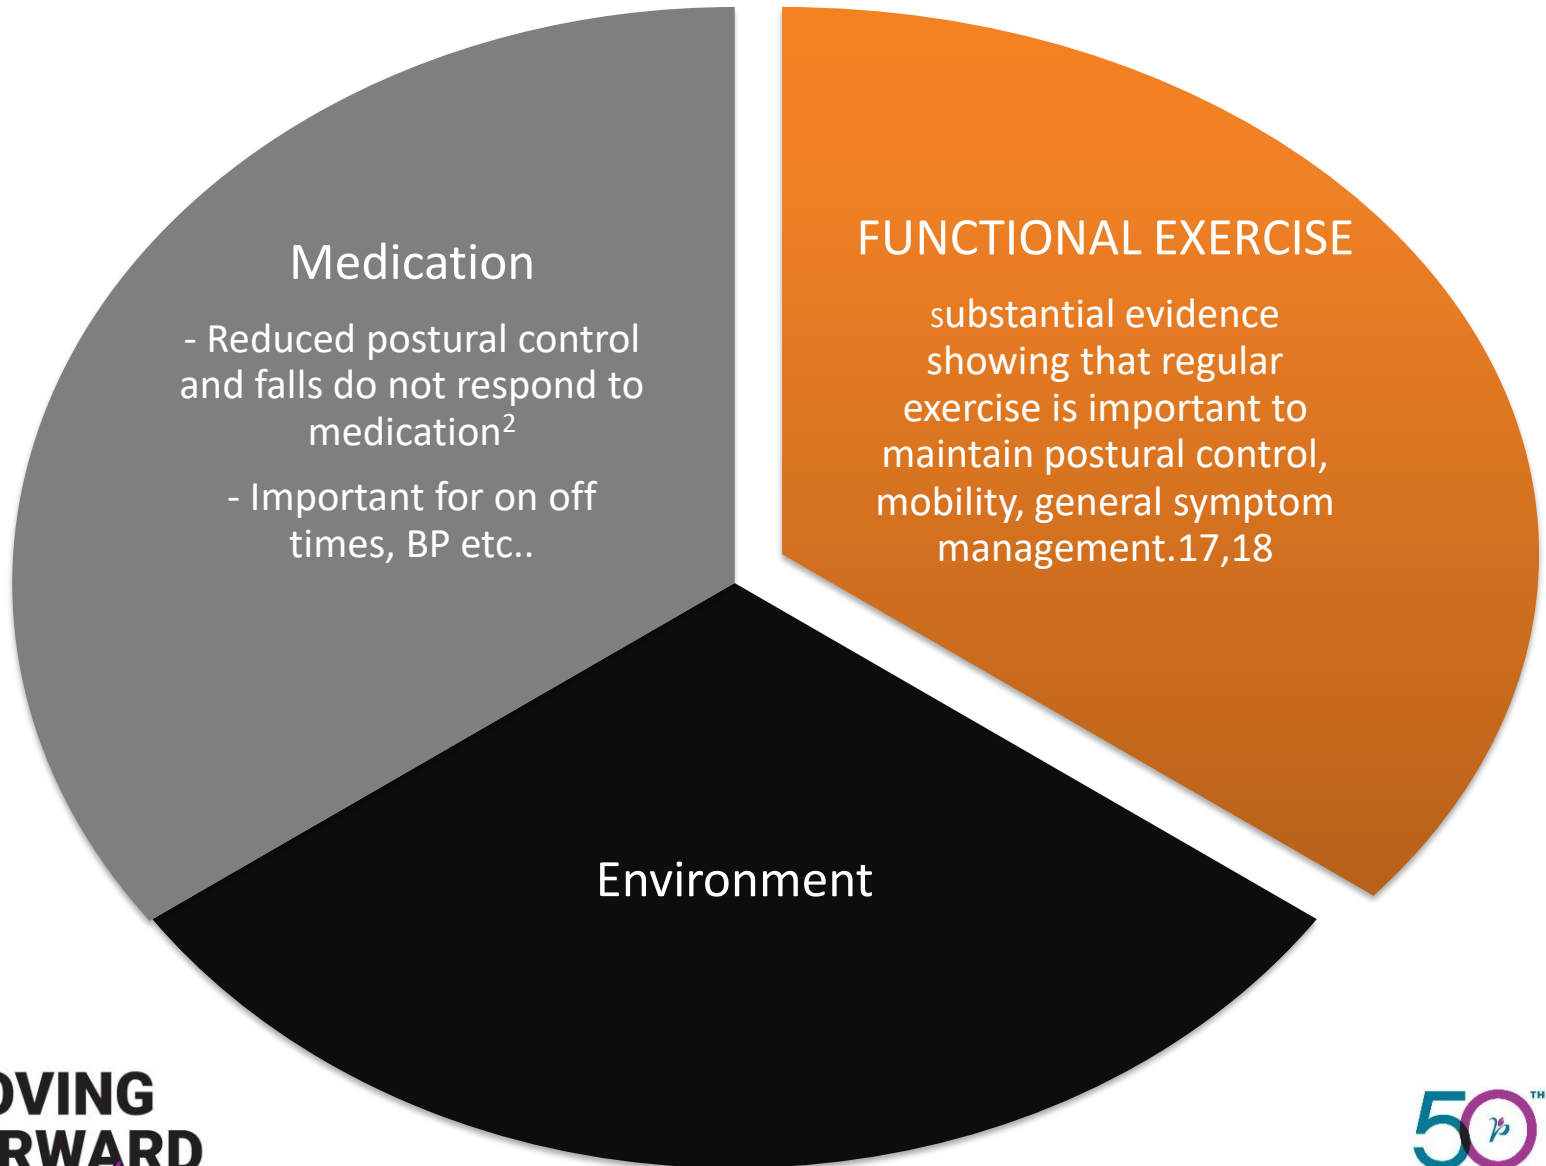 Medication
- Reduced postural control
and falls do not respond to
medication²
- Important for on off
times, BP etc..
FUNCTIONAL EXERCISE
substantial evidence
showing that regular
exercise is important to
maintain postural control,
mobility, general symptom
management.17,18
Environment
OVING
RWARD
50TH